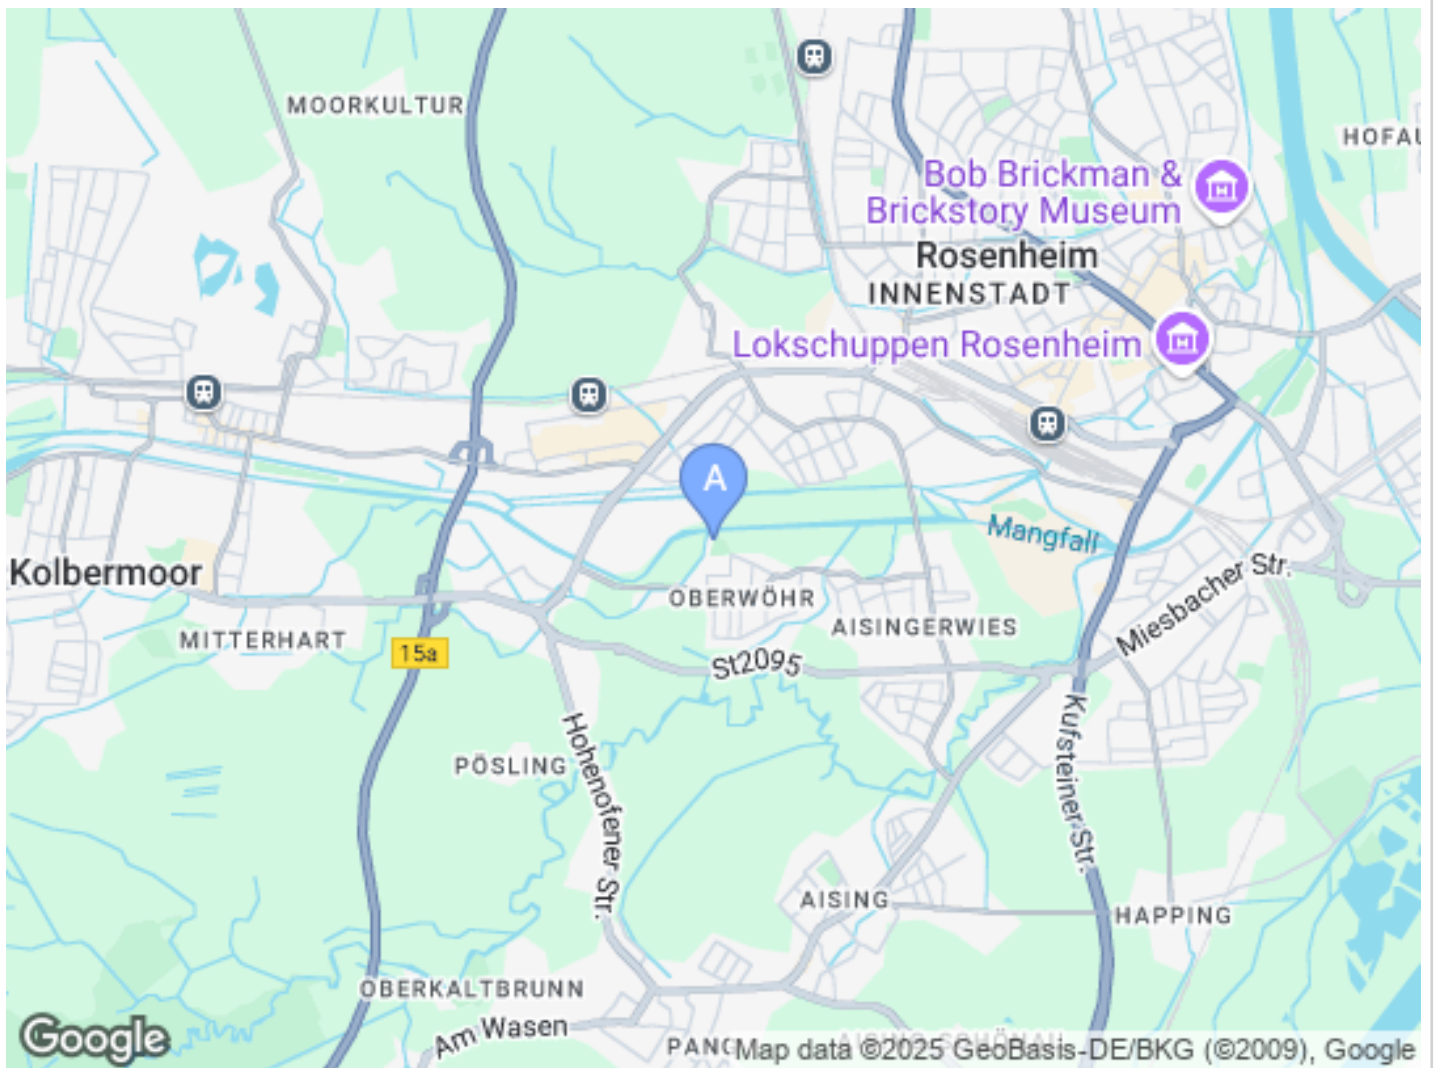 MOORKULTUR
HOFAU
Bob Brickman &
Brickstory Museum
Rosenheim
INNENSTADT
Lokschuppen Rosenheim
A
Mangfall
Kolbermoor
Miesbacher Str.
OBERWÖHR
MITTERHART
AISINGERWIES
15a
St2095
Kufsteiner Str.
Hohenofener Str.
PÖSLING
AISING
HAPPING
OBERKALTBRUNN
Am Wasen
Google
PANG
Map data ©2025 GeoBasis-DE/BKG (©2009), Google